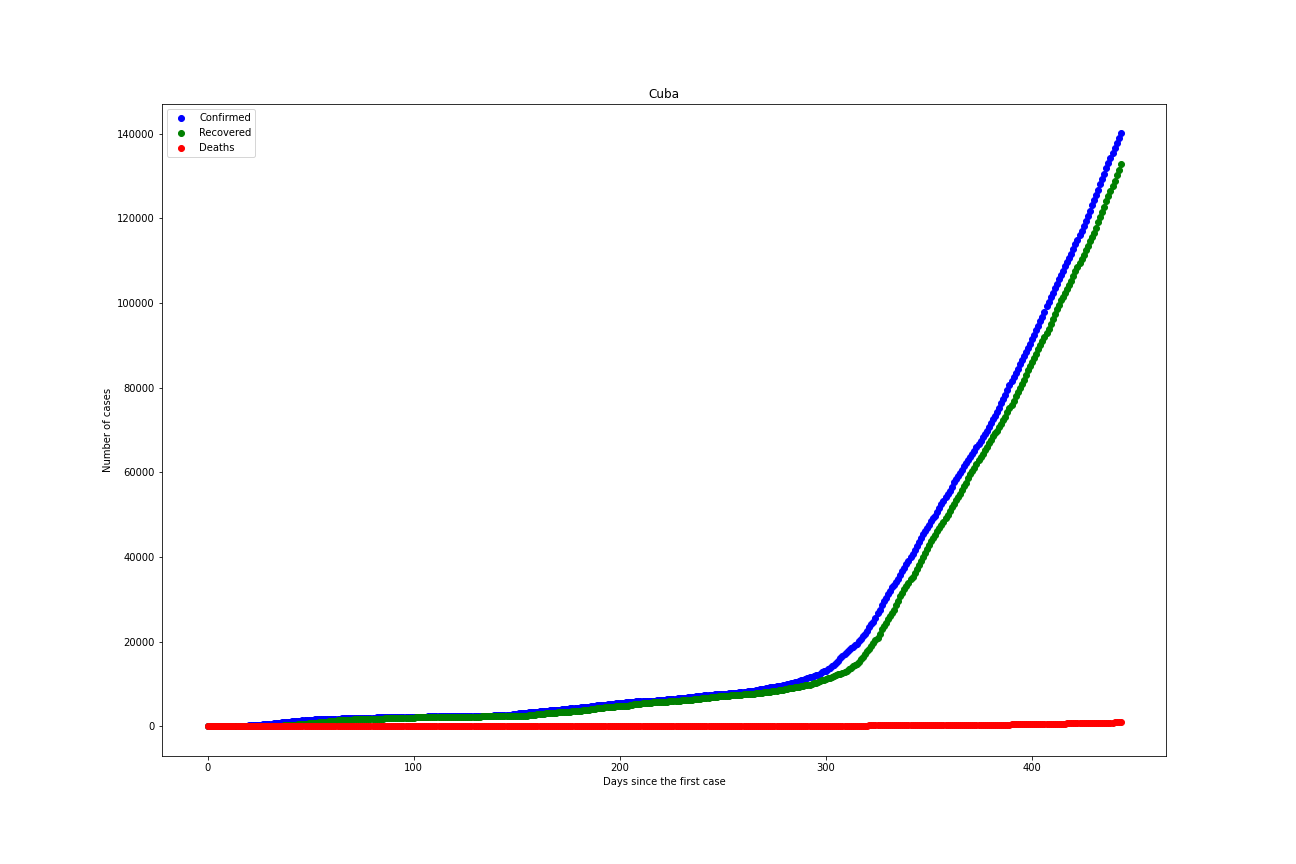 Cuba
Confirmed
Recovered
Deaths
140000
120000
100000
80000
60000
40000
20000
0
Number of cases
0 100 200 300 400
Days since the first case